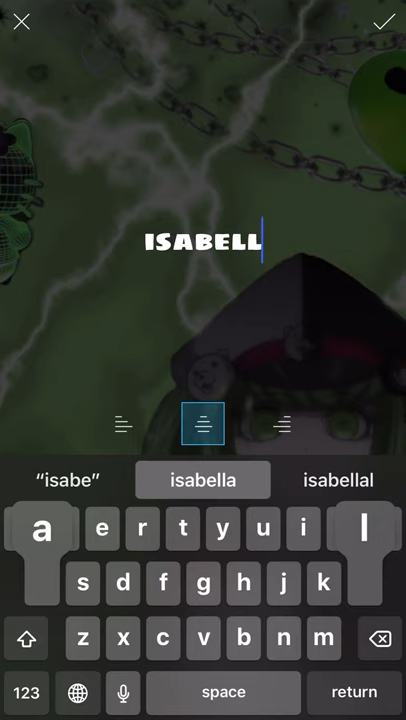 ISABELL
“isabe” isabella isabellal
a e r t y u i l
s d f g h j k
z x c v b n m
123 space return